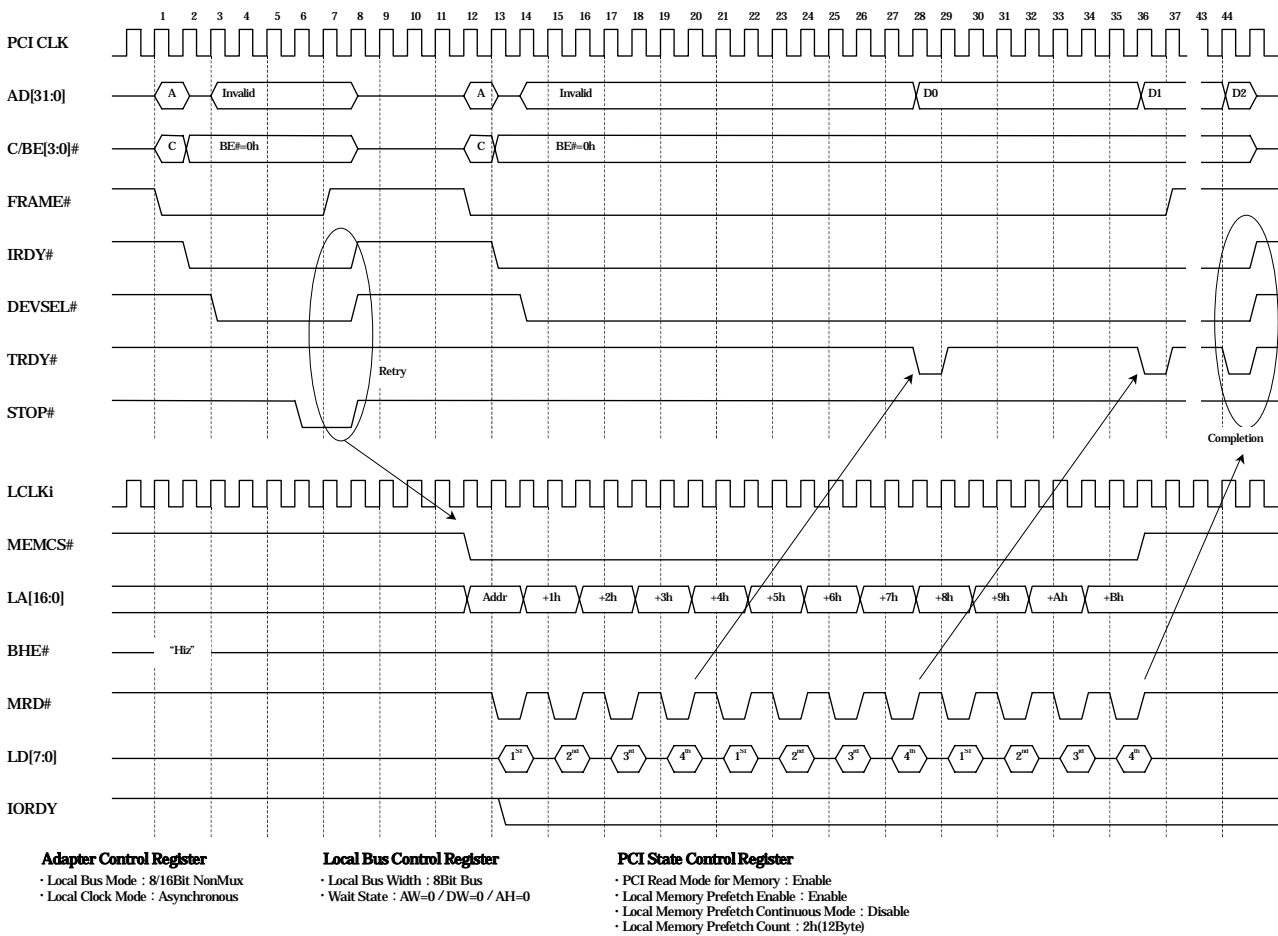 1 2 3 4 5 6 7 8 9 10 11 12 13 14 15 16 17 18 19 20 21 22 23 24 25 26 27 28 29 30 31 32 33 34 35 36 37 43 44
PCI CLK
AD[31:0] A Invalid A Invalid D0 D1 D2
C/BE[3:0]# C BE#=0h C BE#=0h
FRAME#
IRDY#
DEVSEL#
TRDY#
Retry
STOP#
Completion
LCLKi
MEMCS#
LA[16:0] Addr +1h +2h +3h +4h +5h +6h +7h +8h +9h +Ah +Bh
BHE# “Hiz”
MRD#
LD[7:0] 1ST 2nd 3rd 4th 1ST 2nd 3rd 4th 1ST 2nd 3rd 4th
IORDY
Adapter Control Register
・Local Bus Mode : 8/16Bit NonMux
・Local Clock Mode : Asynchronous
Local Bus Control Register
・Local Bus Width : 8Bit Bus
・Wait State : AW=0 / DW=0 / AH=0
PCI State Control Register
・PCI Read Mode for Memory : Enable
・Local Memory Prefetch Enable : Enable
・Local Memory Prefetch Continuous Mode : Disable
・Local Memory Prefetch Count : 2h(12Byte)